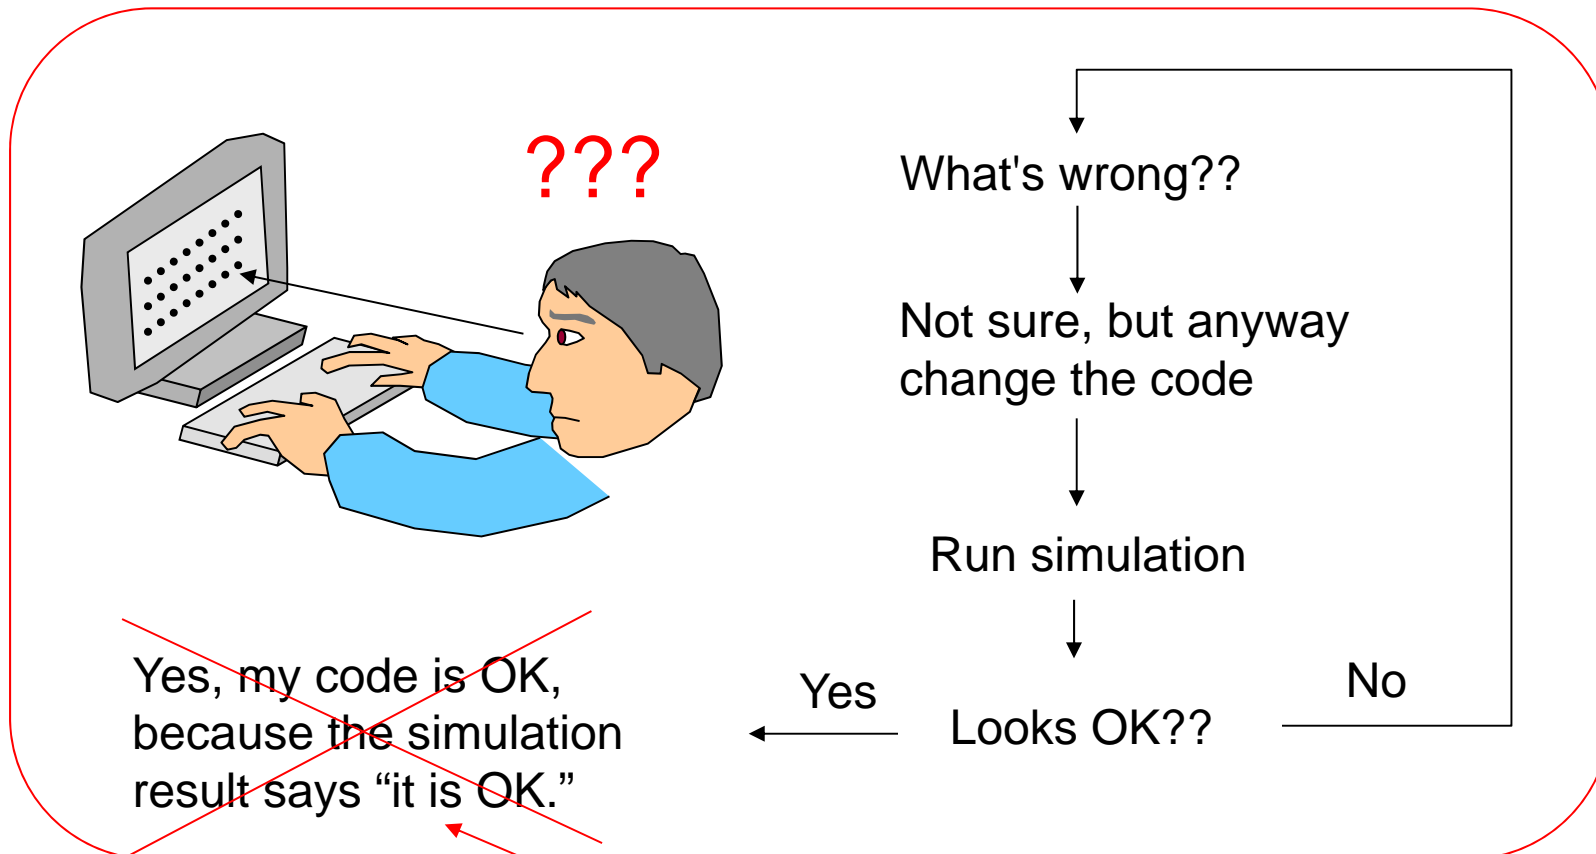 ???
What's wrong??
Not sure, but anyway
change the code
Run simulation
Looks OK??
No
Yes
Yes, my code is OK,
because the simulation
result says “it is OK.”